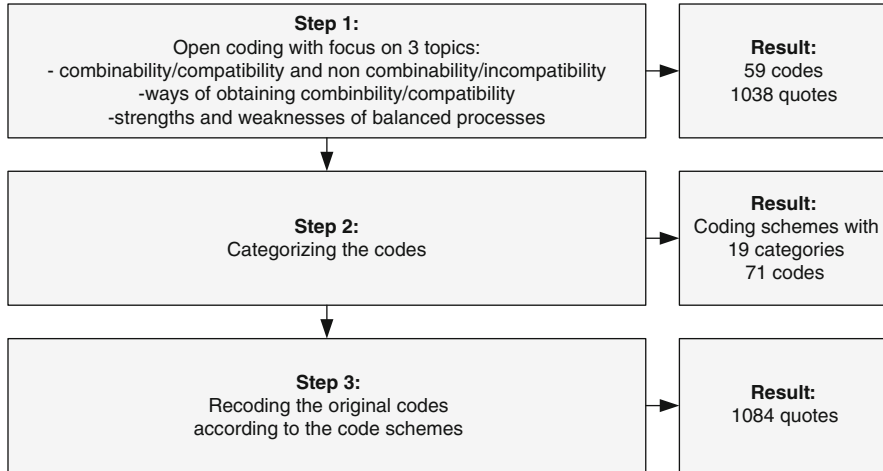 Step 1:
Open coding with focus on 3 topics:
- combinability/compatibility and non combinability/incompatibility
-ways of obtaining combinbility/compatibility
-strengths and weaknesses of balanced processes
Result:
59 codes
1038 quotes
Step 2:
Categorizing the codes
Result:
Coding schemes with
19 categories
71 codes
Step 3:
Recoding the original codes
according to the code schemes
Result:
1084 quotes